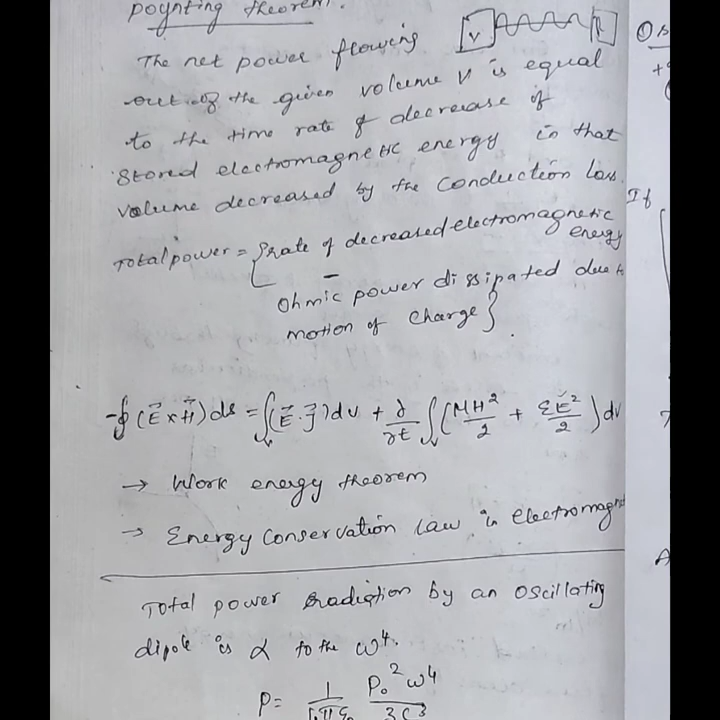 Poynting theorem.
The net power flowing
V R
out of the given volume V is equal
to the time rate of decrease of
Stored electromagnetic energy in that
volume decreased by the conduction loss.
Total power = {rate of decreased electromagnetic
energy
-
Ohmic power dissipated due to
motion of charge}.
-∮(E⃗×H⃗)ds = ∫ᵥ(E⃗.J⃗)dv + ∂/∂t ∫ᵥ(μH²/2 + εE²/2)dv
→ Work energy theorem
→ Energy conservation law in electromagnet
Total power radiation by an oscillating
dipole is α to the ω⁴.
P = 1/4πε₀ P₀²ω⁴/3C³
If
A